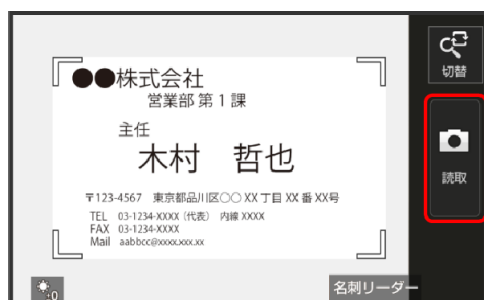 ●●株式会社
営業部 第1課
主任
木村 哲也
〒123-4567 東京都品川区○○ XX丁目XX番XX号
TEL 03-1234-XXXX (代表) 内線 XXXX
FAX 03-1234-XXXX
Mail aabbcc@xxxx.xxx.xx
切替
読取
±0
名刺リーダー